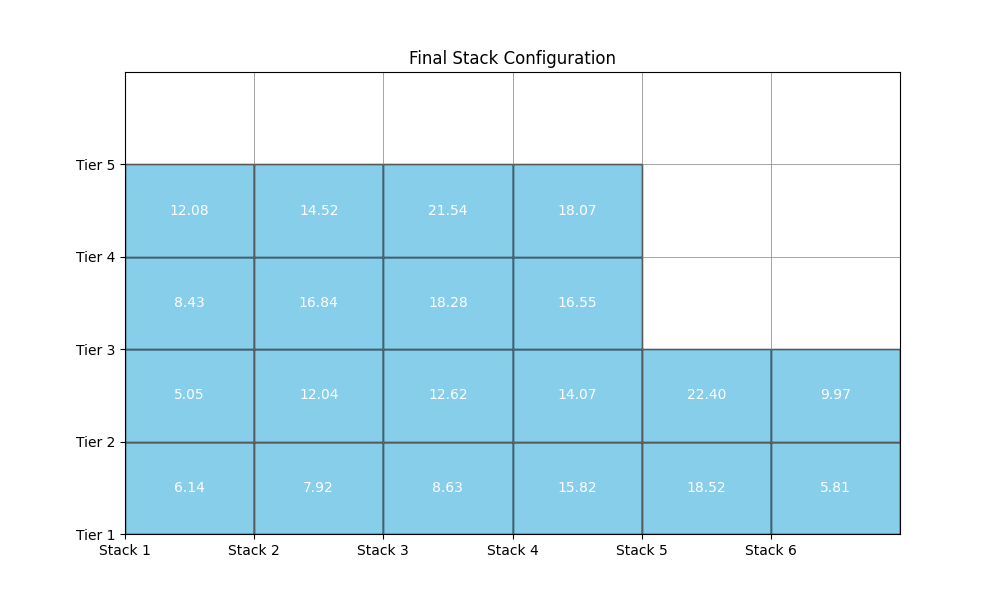 Final Stack Configuration
Tier 5
12.08 14.52 21.54 18.07
Tier 4
8.43 16.84 18.28 16.55
Tier 3
5.05 12.04 12.62 14.07 22.40 9.97
Tier 2
6.14 7.92 8.63 15.82 18.52 5.81
Tier 1
Stack 1 Stack 2 Stack 3 Stack 4 Stack 5 Stack 6